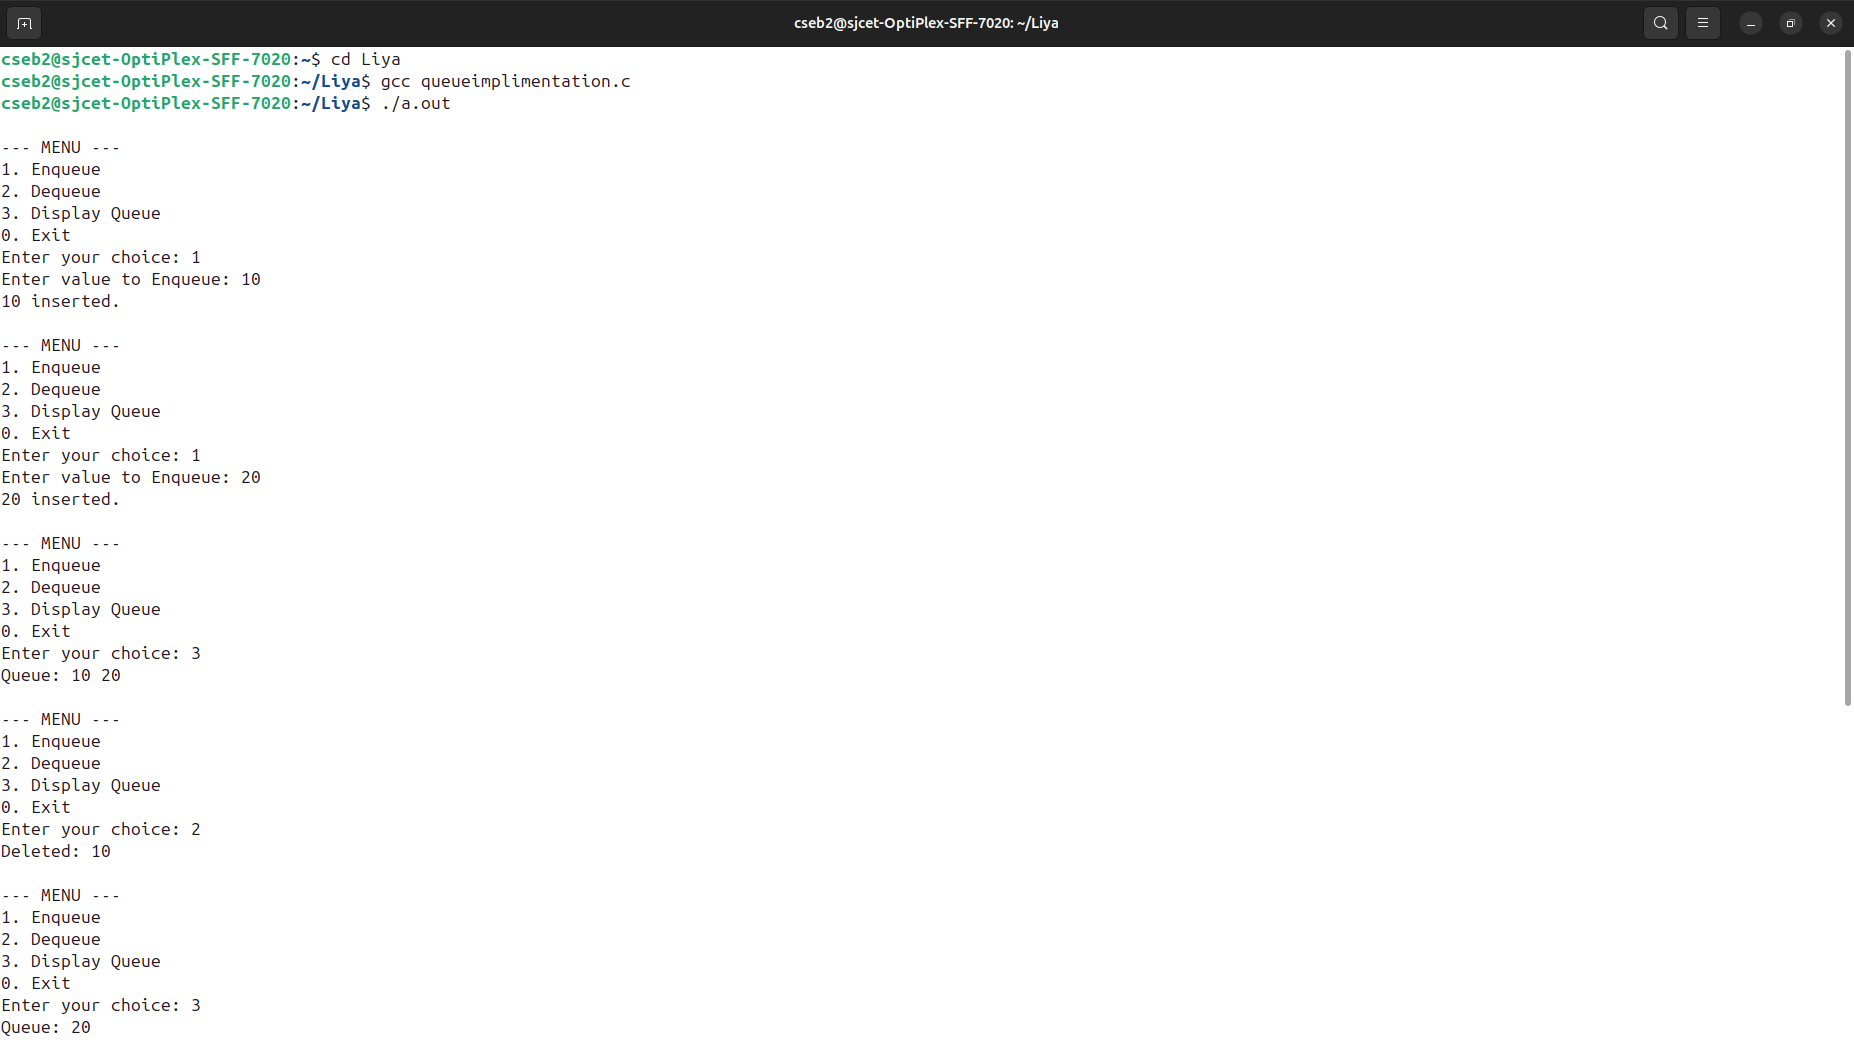 cseb2@sjcet-OptiPlex-SFF-7020: ~/Liya
cseb2@sjcet-OptiPlex-SFF-7020:~$ cd Liya
cseb2@sjcet-OptiPlex-SFF-7020:~/Liya$ gcc queueimplimentation.c
cseb2@sjcet-OptiPlex-SFF-7020:~/Liya$ ./a.out
--- MENU ---
1. Enqueue
2. Dequeue
3. Display Queue
0. Exit
Enter your choice: 1
Enter value to Enqueue: 10
10 inserted.
--- MENU ---
1. Enqueue
2. Dequeue
3. Display Queue
0. Exit
Enter your choice: 1
Enter value to Enqueue: 20
20 inserted.
--- MENU ---
1. Enqueue
2. Dequeue
3. Display Queue
0. Exit
Enter your choice: 3
Queue: 10 20
--- MENU ---
1. Enqueue
2. Dequeue
3. Display Queue
0. Exit
Enter your choice: 2
Deleted: 10
--- MENU ---
1. Enqueue
2. Dequeue
3. Display Queue
0. Exit
Enter your choice: 3
Queue: 20